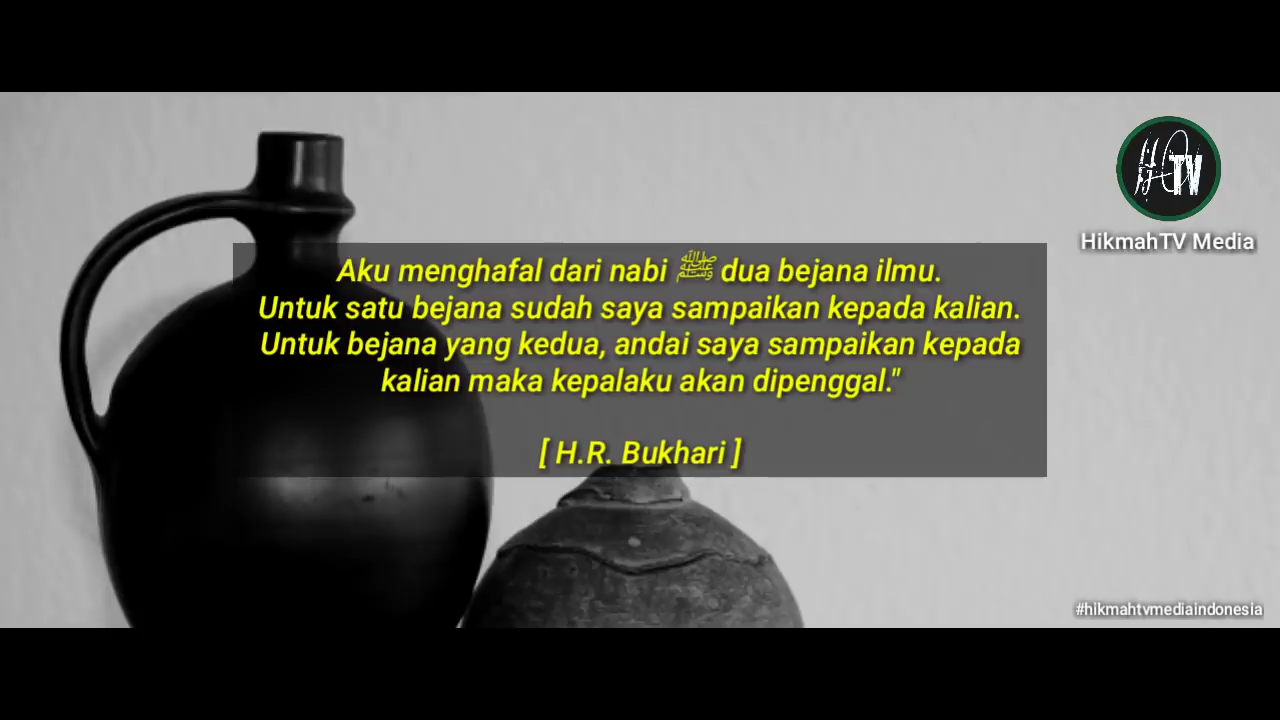 HikmahTV Media
Aku menghafal dari nabi ﷺ dua bejana ilmu.
Untuk satu bejana sudah saya sampaikan kepada kalian.
Untuk bejana yang kedua, andai saya sampaikan kepada
kalian maka kepalaku akan dipenggal."
[ H.R. Bukhari ]
#hikmahtvmediaindonesia